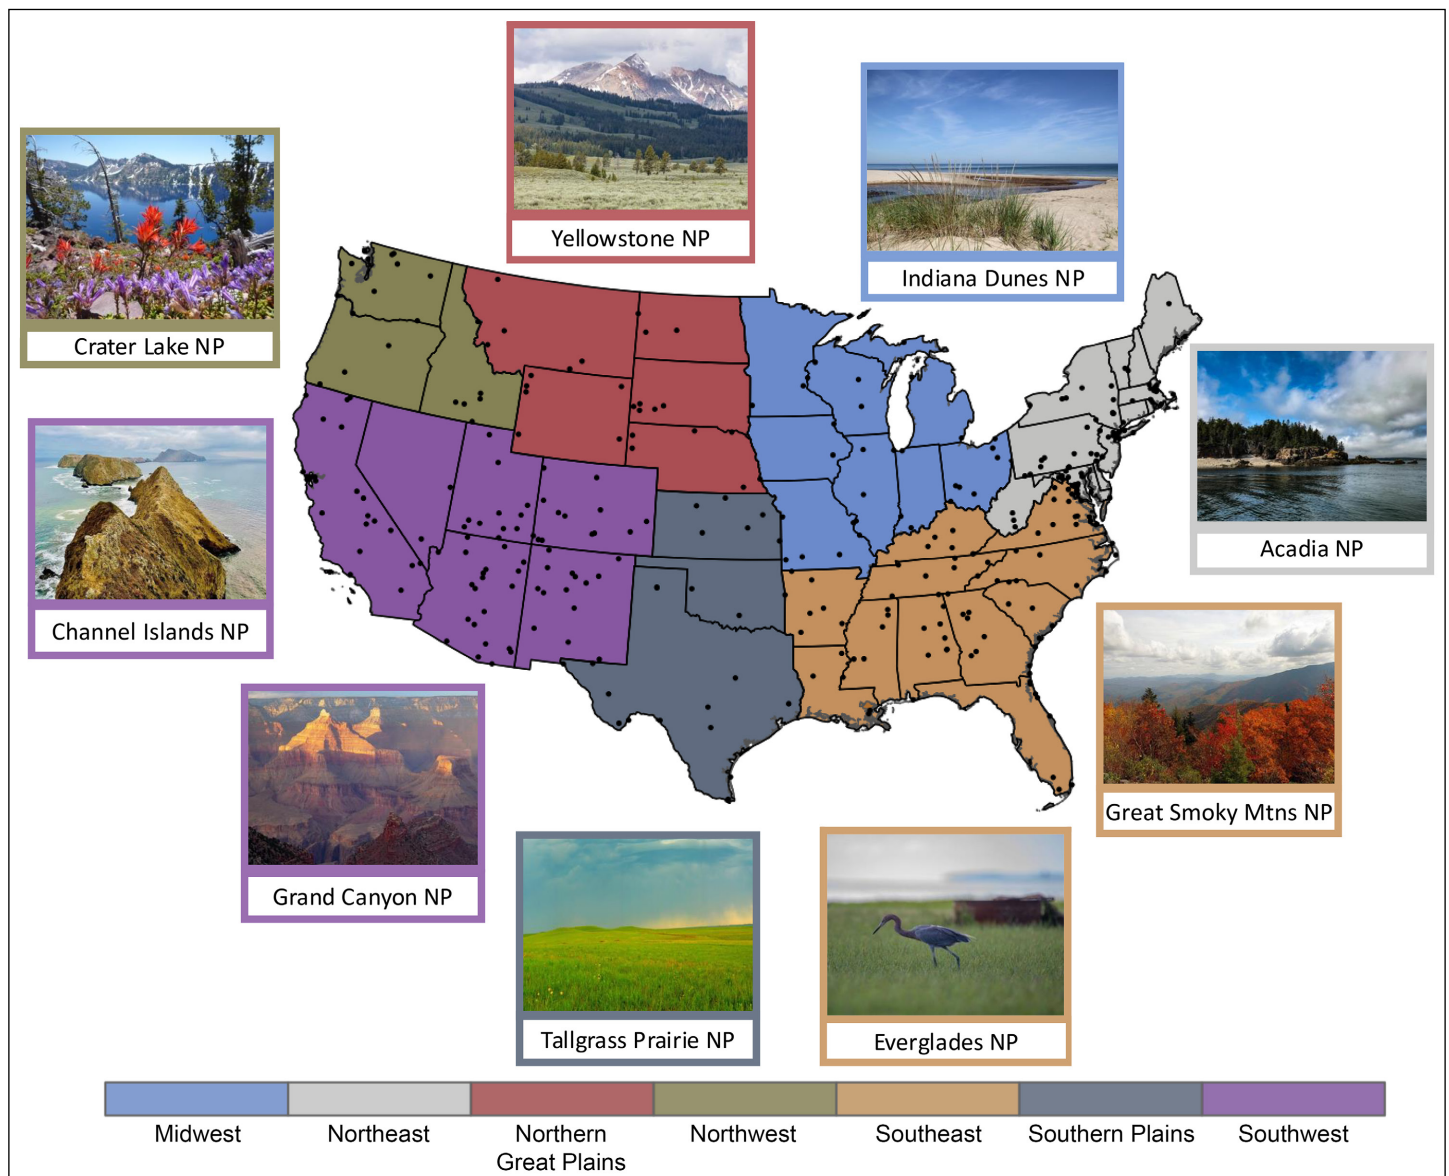 Yellowstone NP
Indiana Dunes NP
Crater Lake NP
Acadia NP
Channel Islands NP
Great Smoky Mtns NP
Grand Canyon NP
Tallgrass Prairie NP
Everglades NP
Midwest
Northeast
Northern
Great Plains
Northwest
Southeast
Southern Plains
Southwest